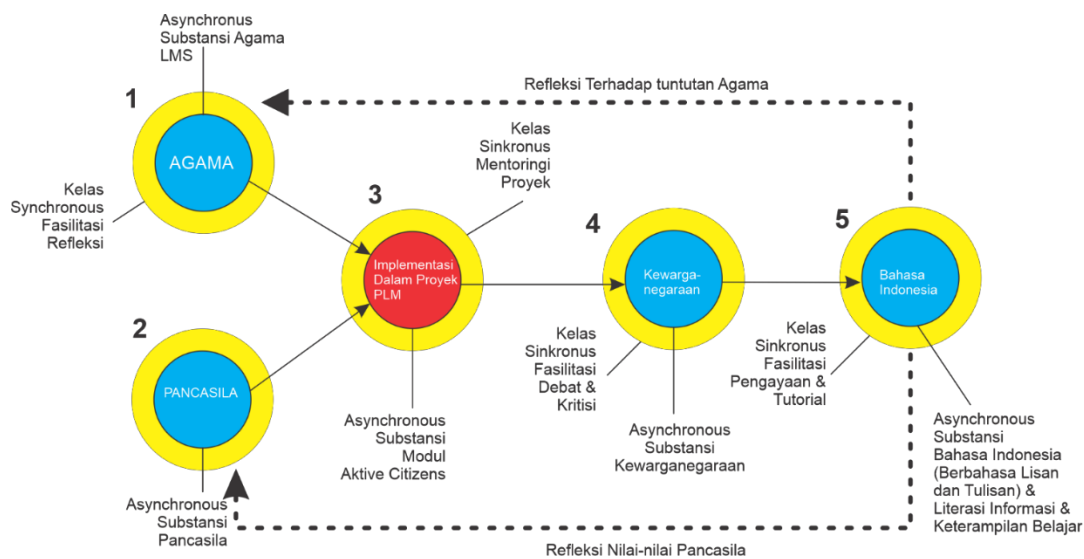 Asynchronus
Substansi Agama
LMS
1
AGAMA
Kelas
Synchronous
Fasilitasi
Refleksi
Refleksi Terhadap tuntutan Agama
Kelas
Sinkronus
Mentoringi
Proyek
3
Implementasi
Dalam Proyek
PLM
Asynchronous
Substansi
Modul
Aktive Citizens
2
PANCASILA
Asynchronous
Substansi
Pancasila
4
Kewarga-
negaraan
Kelas
Sinkronus
Fasilitasi
Debat &
Kritisi
Asynchronous
Substansi
Kewarganegaraan
5
Bahasa
Indonesia
Kelas
Sinkronus
Fasilitasi
Pengayaan &
Tutorial
Asynchronous
Substansi
Bahasa Indonesia
(Berbahasa Lisan
dan Tulisan) &
Literasi Informasi &
Keterampilan Belajar
Refleksi Nilai-nilai Pancasila